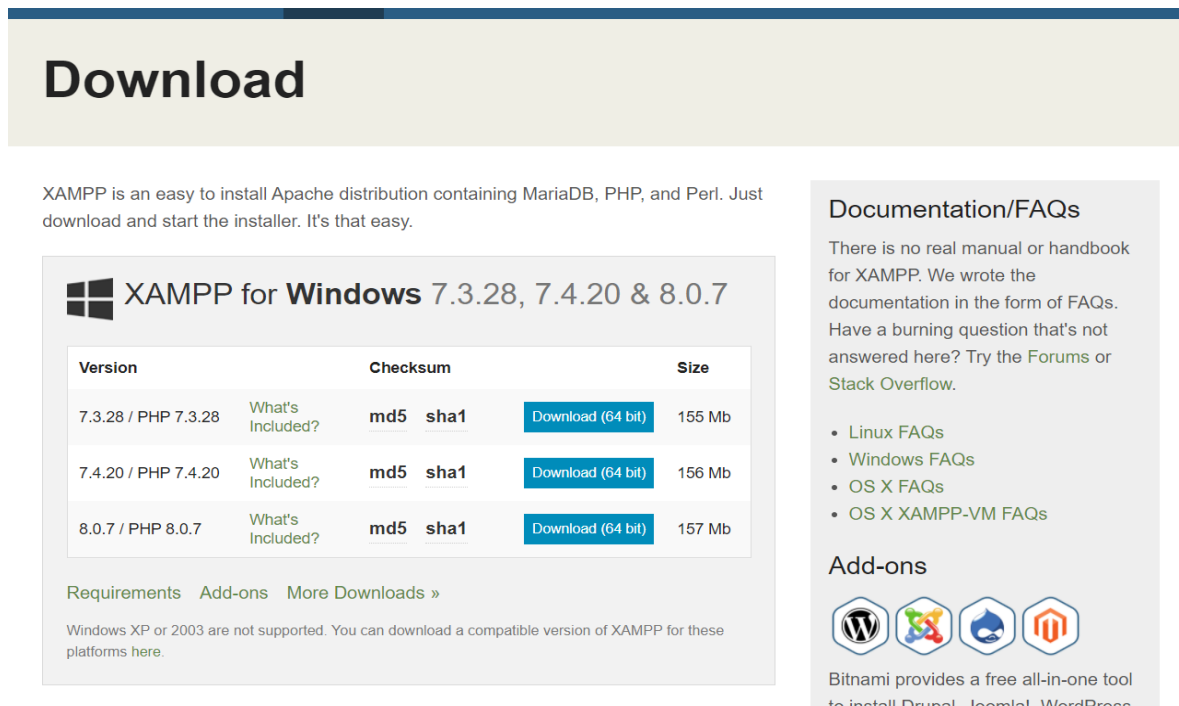 Download
XAMPP is an easy to install Apache distribution containing MariaDB, PHP, and Perl. Just
download and start the installer. It's that easy.
XAMPP for Windows 7.3.28, 7.4.20 & 8.0.7
Version Checksum Size
7.3.28 / PHP 7.3.28 What's Included? md5 sha1 Download (64 bit) 155 Mb
7.4.20 / PHP 7.4.20 What's Included? md5 sha1 Download (64 bit) 156 Mb
8.0.7 / PHP 8.0.7 What's Included? md5 sha1 Download (64 bit) 157 Mb
Requirements Add-ons More Downloads »
Windows XP or 2003 are not supported. You can download a compatible version of XAMPP for these
platforms here.
Documentation/FAQs
There is no real manual or handbook
for XAMPP. We wrote the
documentation in the form of FAQs.
Have a burning question that's not
answered here? Try the Forums or
Stack Overflow.
• Linux FAQs
• Windows FAQs
• OS X FAQs
• OS X XAMPP-VM FAQs
Add-ons
Bitnami provides a free all-in-one tool
to install Drupal, Joomla!, WordPress